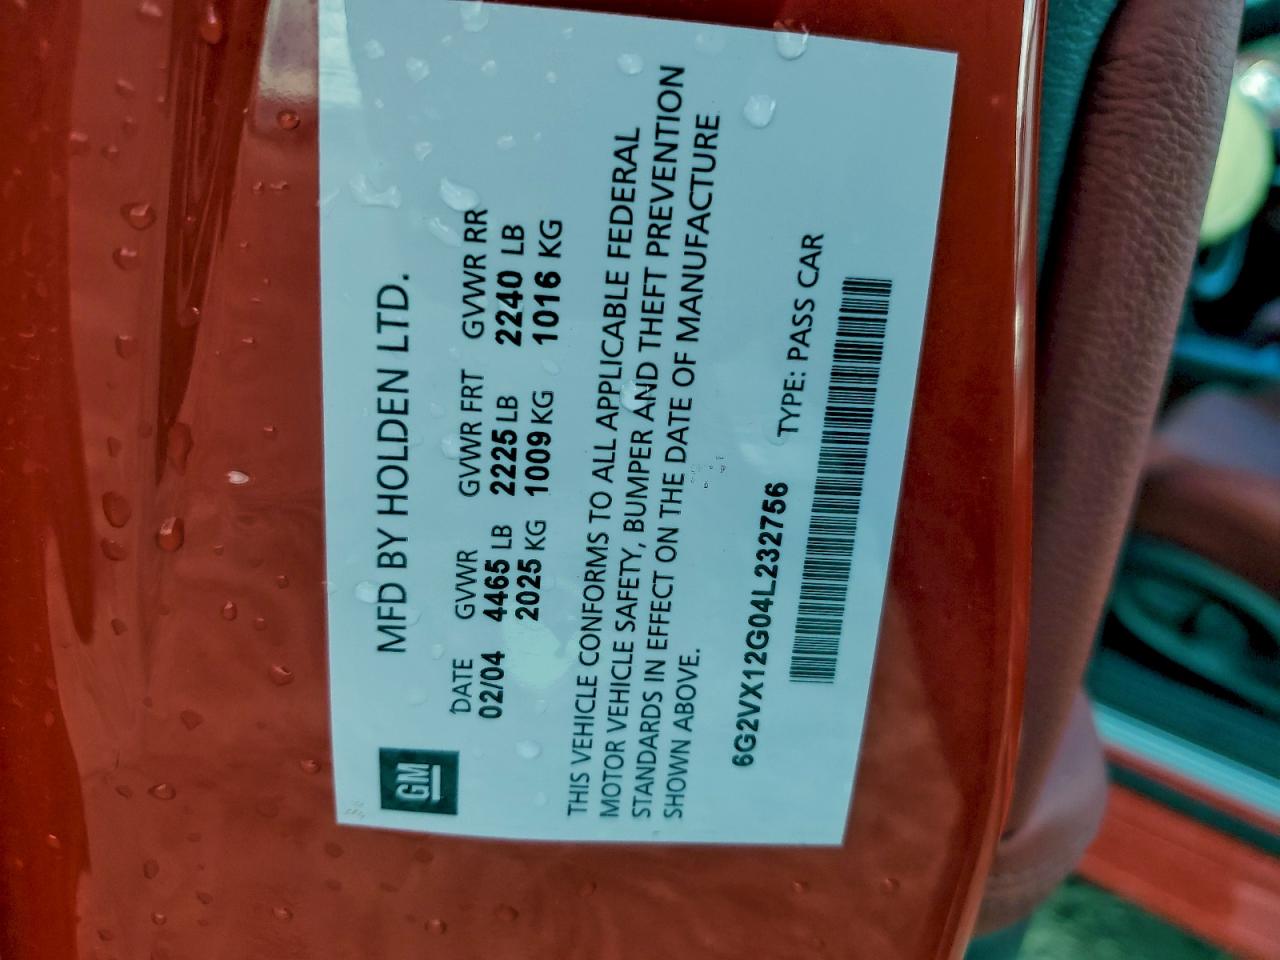 GM
MFD BY HOLDEN LTD.
DATE GVWR GVWR FRT GVWR RR
02/04 4465 LB 2225 LB 2240 LB
2025 KG 1009 KG 1016 KG
THIS VEHICLE CONFORMS TO ALL APPLICABLE FEDERAL
MOTOR VEHICLE SAFETY, BUMPER AND THEFT PREVENTION
STANDARDS IN EFFECT ON THE DATE OF MANUFACTURE
SHOWN ABOVE.
6G2VX12G04L232756 TYPE: PASS CAR